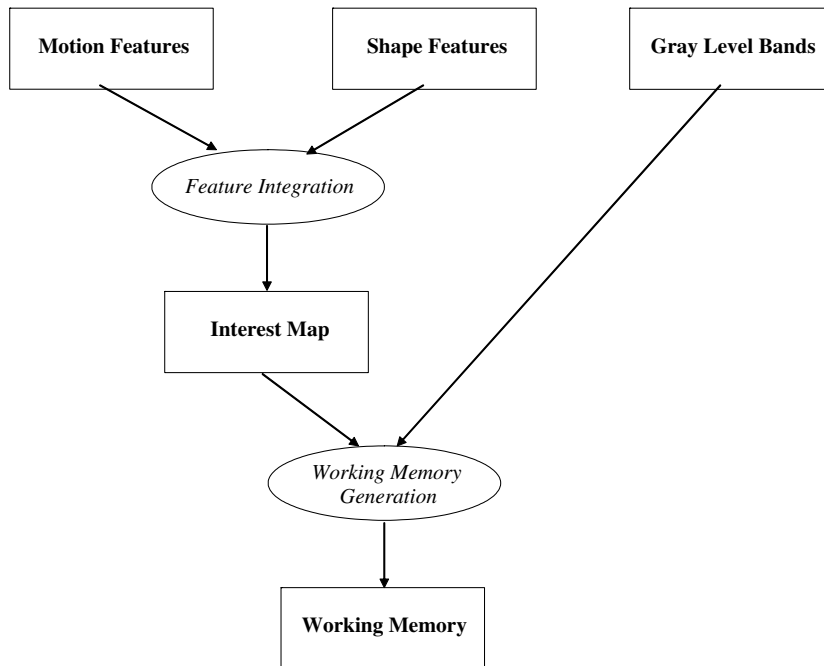 Motion Features
Shape Features
Gray Level Bands
Feature Integration
Interest Map
Working Memory
Generation
Working Memory